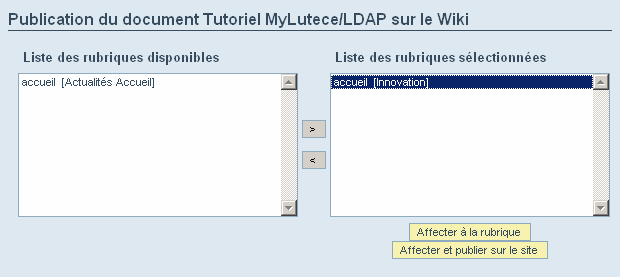 Publication du document Tutoriel MyLutece/LDAP sur le Wiki
Liste des rubriques disponibles
Liste des rubriques sélectionnées
accueil [Actualités Accueil]
accueil [Innovation]
>
<
Affecter à la rubrique
Affecter et publier sur le site